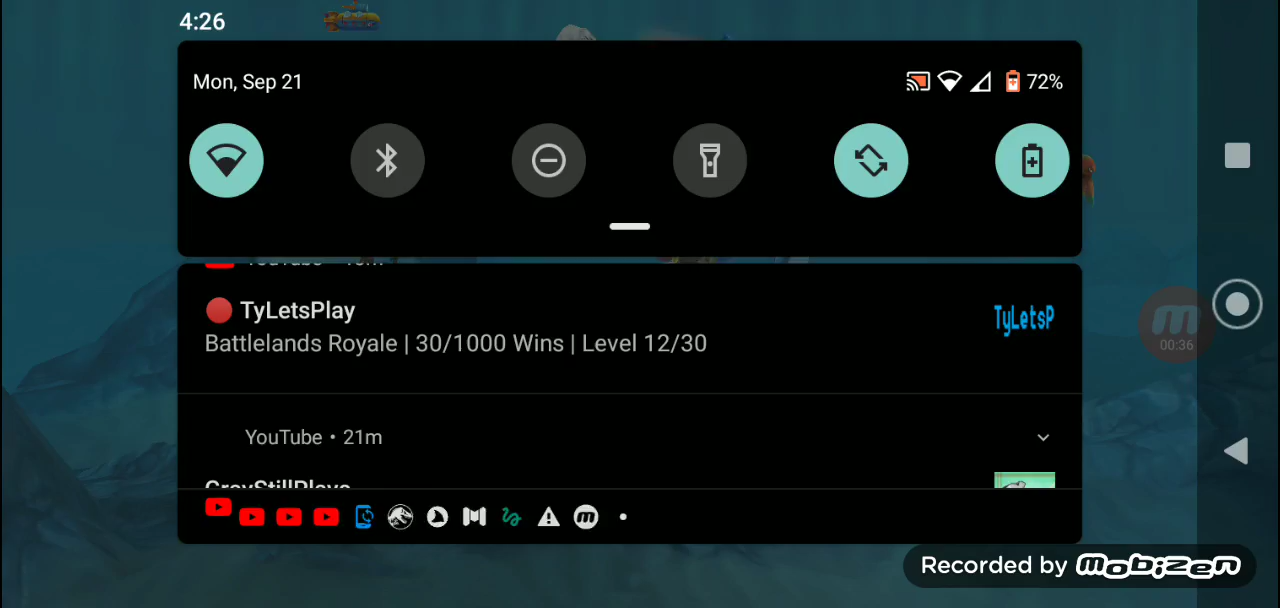 4:26
Mon, Sep 21
72%
TyLetsPlay
TyLetsP
Battlelands Royale | 30/1000 Wins | Level 12/30
00:36
YouTube • 21m
GrayStillPlays
Recorded by mobizen